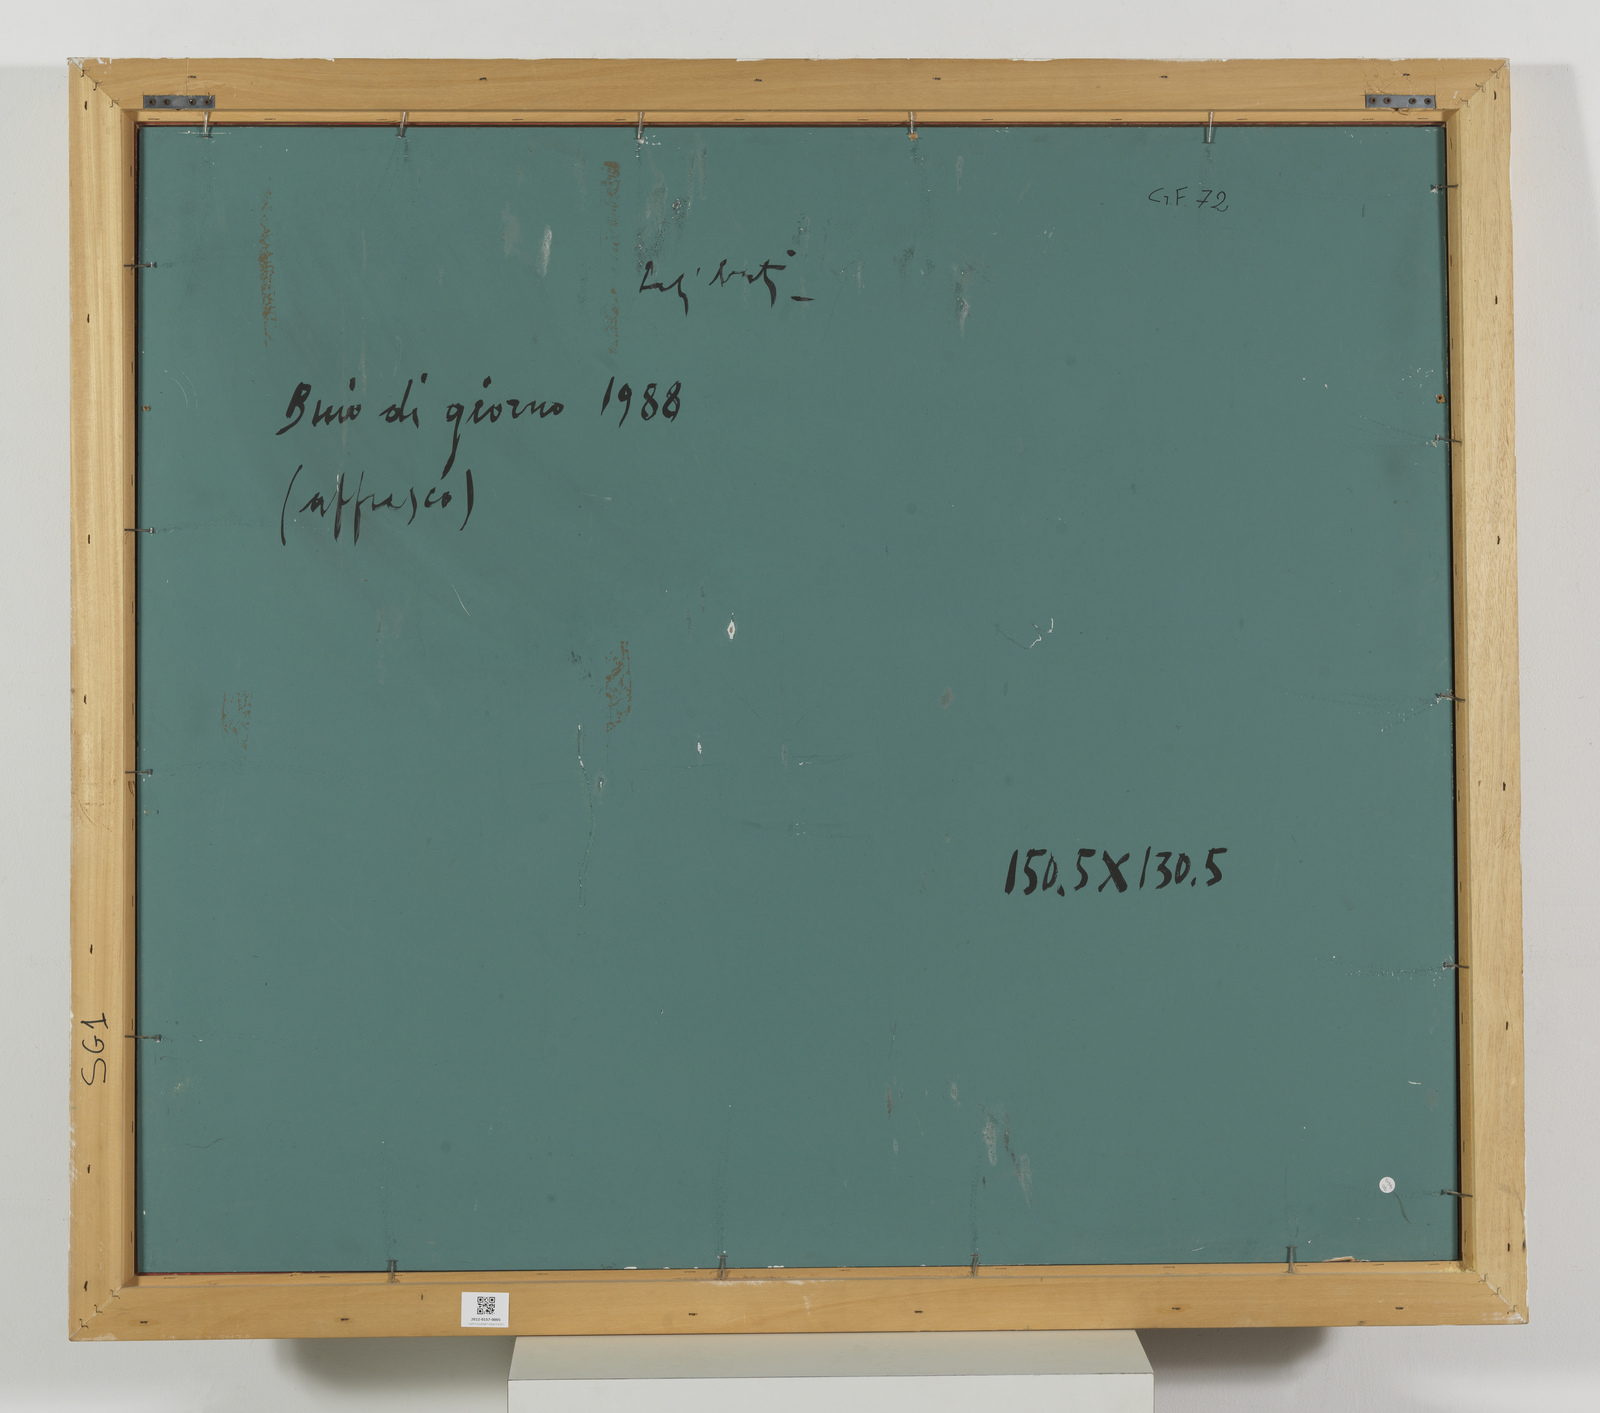 G.F. 72
Buio di giorno 1988
(affresco)
150.5X130.5
SG1